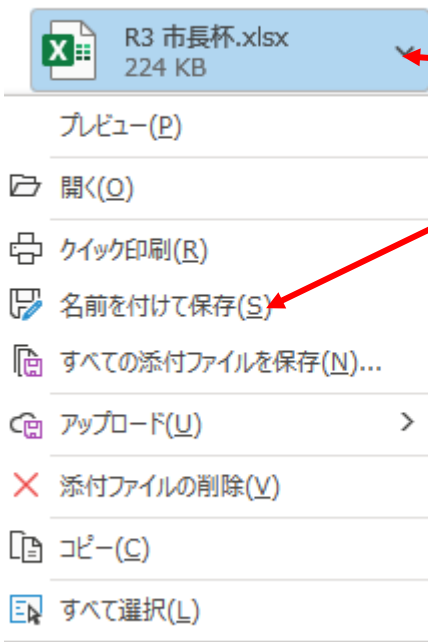 R3 市長杯.xlsx
224 KB
プレビュー(P)
開く(O)
クイック印刷(R)
名前を付けて保存(S)
すべての添付ファイルを保存(N)...
アップロード(U)
添付ファイルの削除(V)
コピー(C)
すべて選択(L)